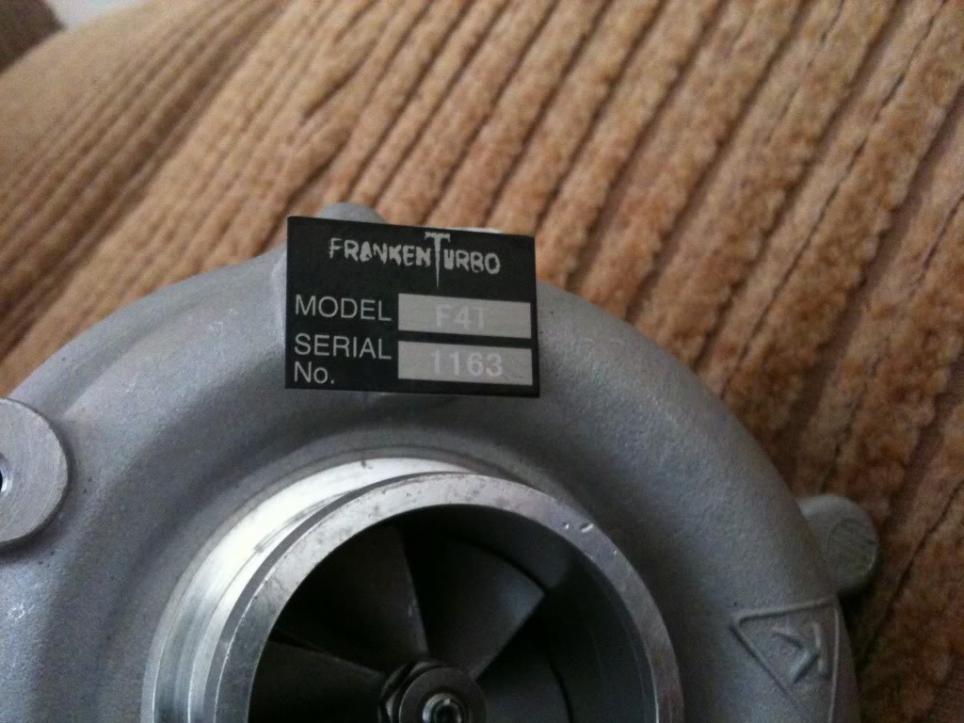 FRANKENTURBO
MODEL F4T
SERIAL No. 1163
K